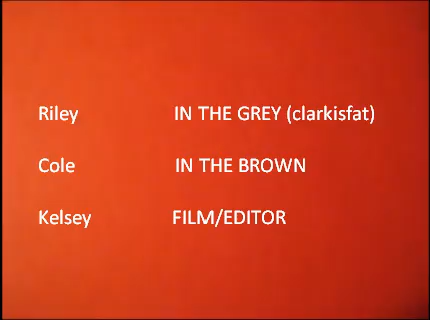 Riley IN THE GREY (clarkisfat)
Cole IN THE BROWN
Kelsey FILM/EDITOR